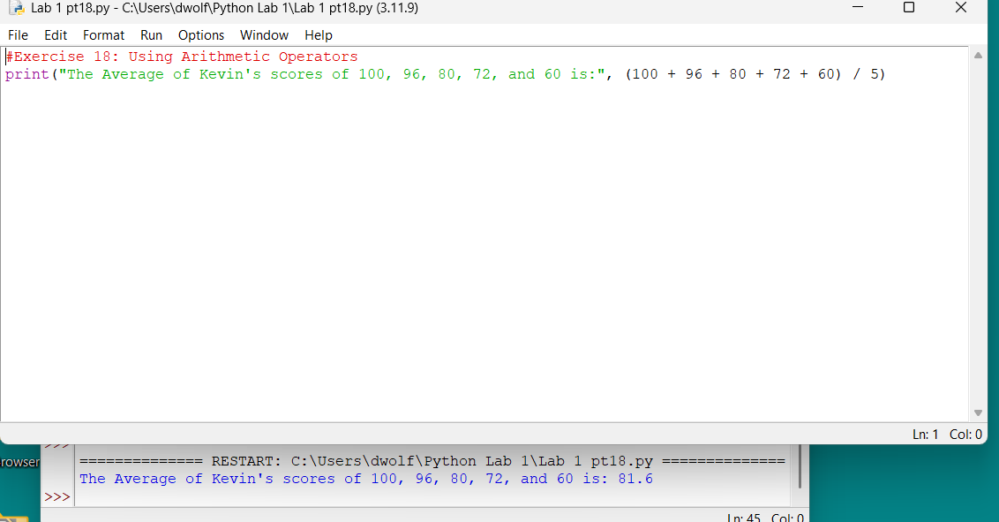 Lab 1 pt18.py - C:\Users\dwolf\Python Lab 1\Lab 1 pt18.py (3.11.9)
File Edit Format Run Options Window Help
#Exercise 18: Using Arithmetic Operators
print("The Average of Kevin's scores of 100, 96, 80, 72, and 60 is:", (100 + 96 + 80 + 72 + 60) / 5)
Ln: 1 Col: 0
>>>
rowser
============== RESTART: C:\Users\dwolf\Python Lab 1\Lab 1 pt18.py ==============
The Average of Kevin's scores of 100, 96, 80, 72, and 60 is: 81.6
>>>
Ln: 45 Col: 0